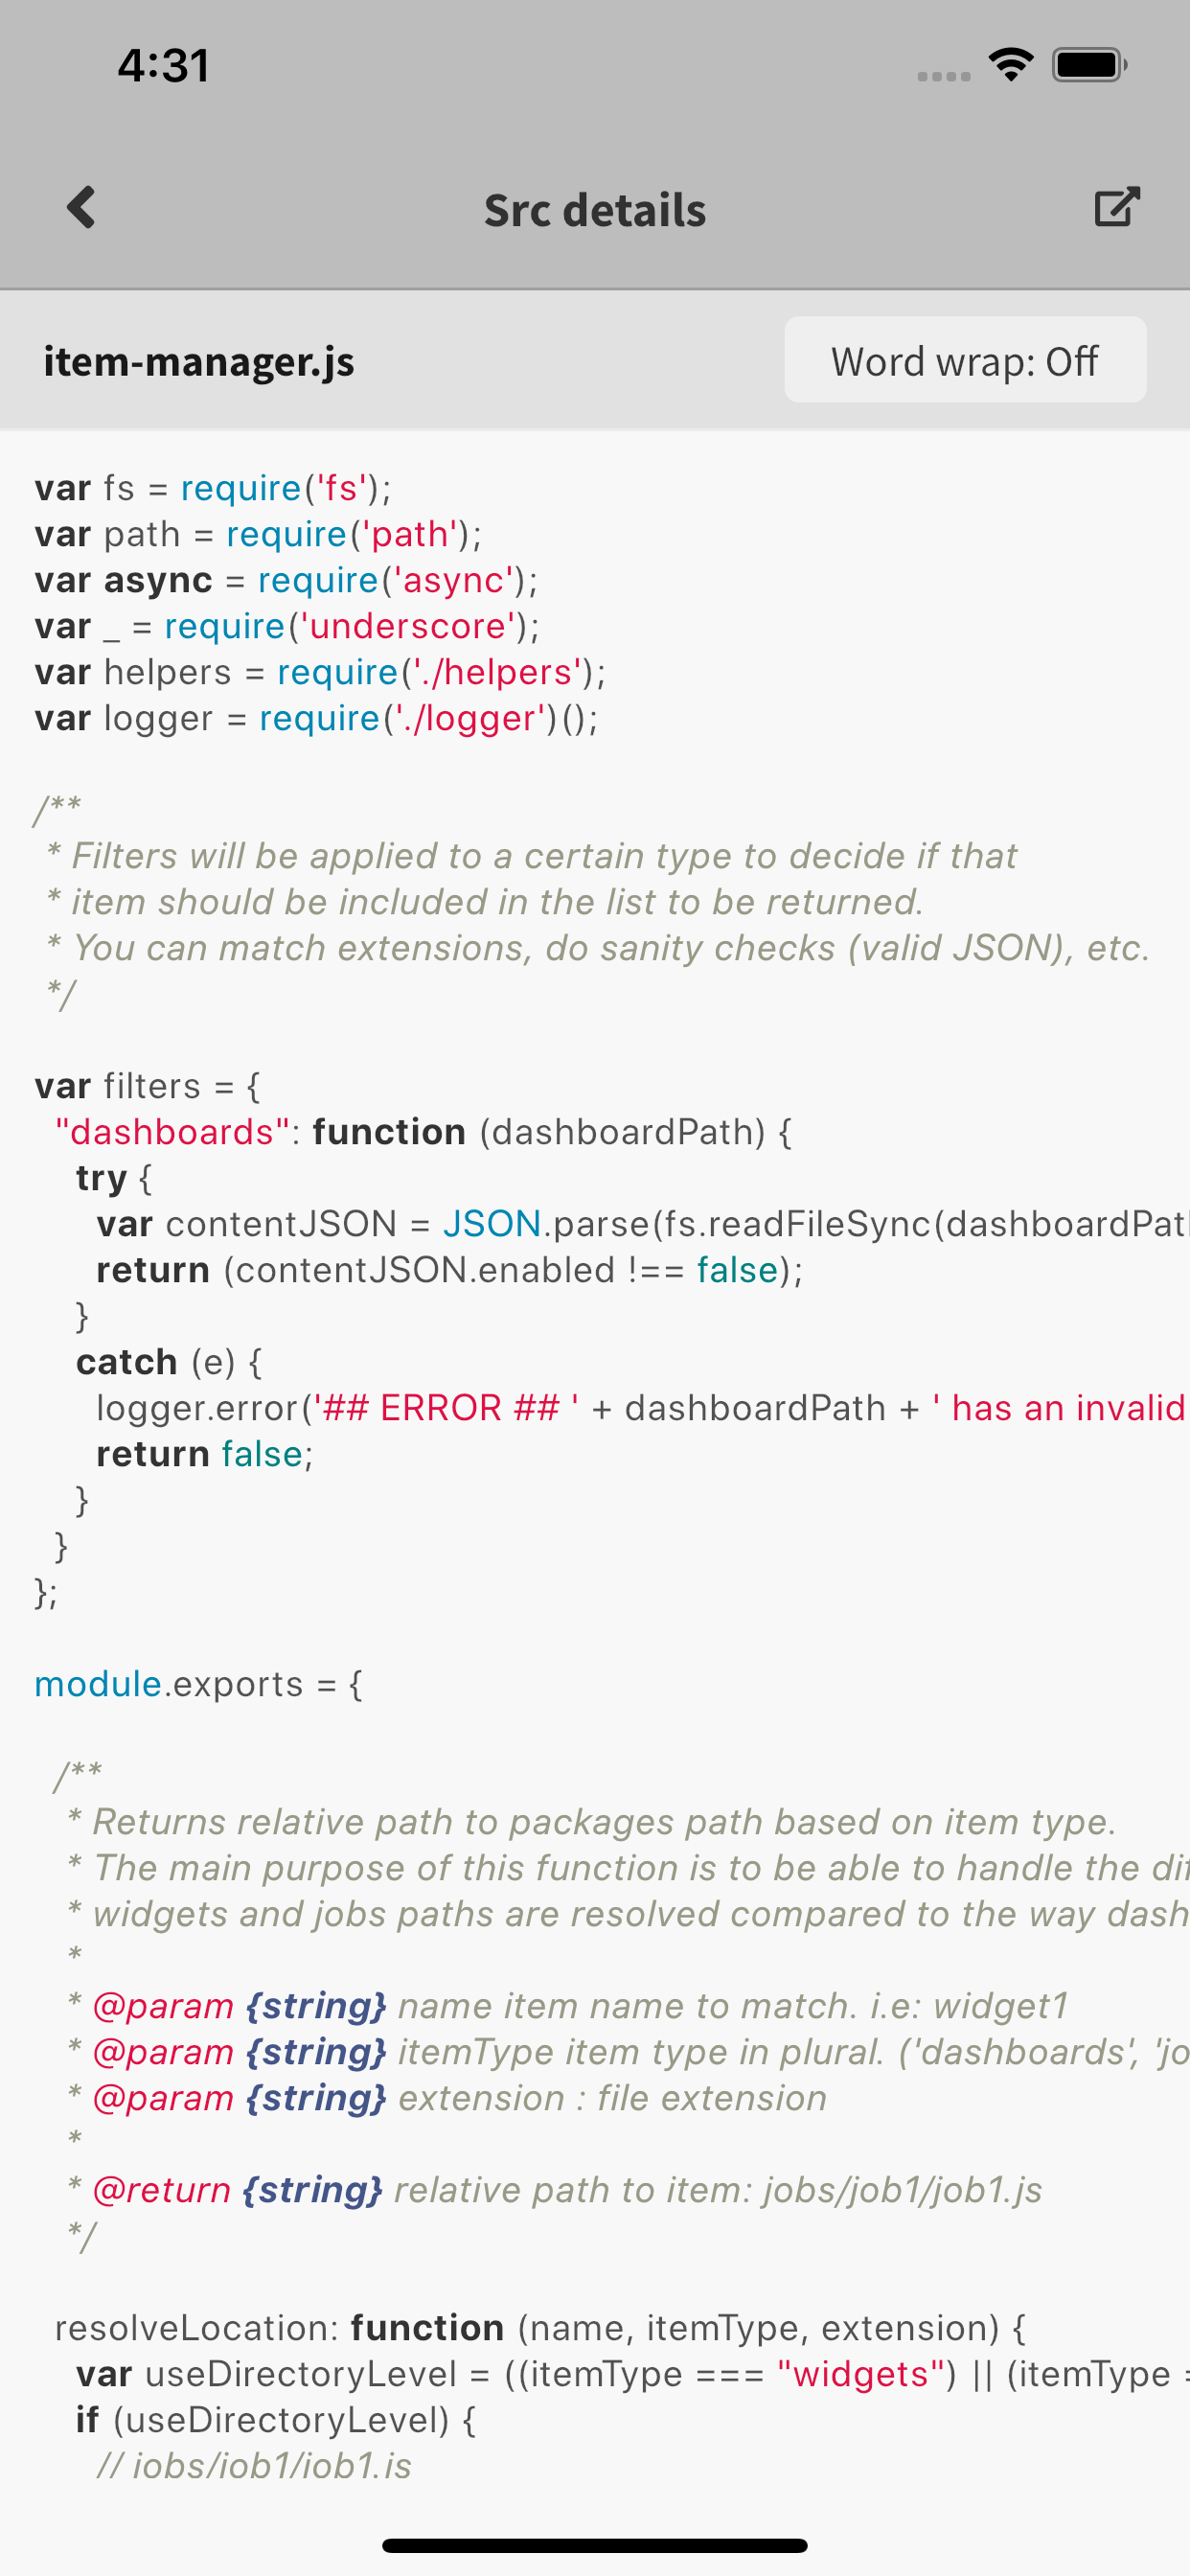 4:31
Src details
item-manager.js
Word wrap: Off
var fs = require('fs');
var path = require('path');
var async = require('async');
var _ = require('underscore');
var helpers = require('./helpers');
var logger = require('./logger')();
/**
* Filters will be applied to a certain type to decide if that
* item should be included in the list to be returned.
* You can match extensions, do sanity checks (valid JSON), etc.
*/
var filters = {
"dashboards": function (dashboardPath) {
try {
var contentJSON = JSON.parse(fs.readFileSync(dashboardPat
return (contentJSON.enabled !== false);
}
catch (e) {
logger.error('## ERROR ## ' + dashboardPath + ' has an invalid
return false;
}
}
};
module.exports = {
/**
* Returns relative path to packages path based on item type.
* The main purpose of this function is to be able to handle the
* widgets and jobs paths are resolved compared to the way dash
*
* @param {string} name item name to match. i.e: widget1
* @param {string} itemType item type in plural. ('dashboards', 'jo
* @param {string} extension : file extension
*
* @return {string} relative path to item: jobs/job1/job1.js
*/
resolveLocation: function (name, itemType, extension) {
var useDirectoryLevel = ((itemType === "widgets") || (itemType
if (useDirectoryLevel) {
// jobs/job1/job1.js